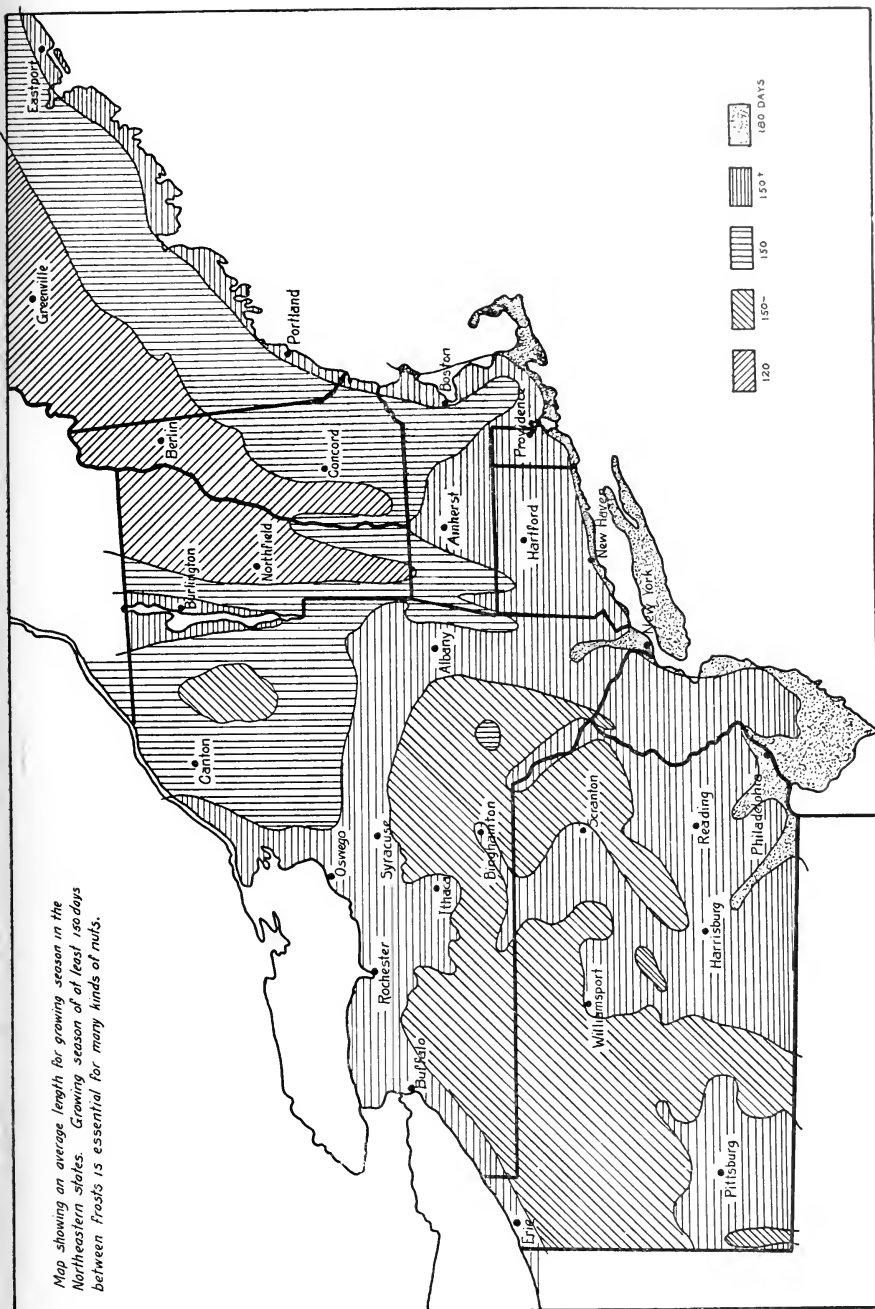 Map showing an average length for growing season in the
Northeastern states. Growing season of at least 150 days
between frosts is essential for many kinds of nuts.
Eastport
Greenville
Portland
Berlin
Concord
Boston
Northfield
Burlington
Amherst
Providence
Hartford
New Haven
Albany
New York
Canton
Oswego
Syracuse
Ithaca
Binghamton
Scranton
Reading
Philadelphia
Rochester
Buffalo
Williamsport
Harrisburg
Erie
Pittsburg
120
150-
150
150+
180 DAYS